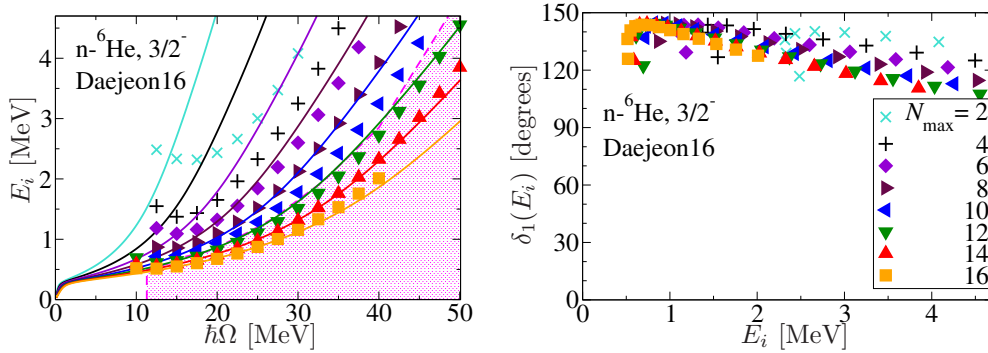 n-⁶He, 3/2⁻
Daejeon16
4
3
2
1
0
0 10 20 30 40 50
E_i [MeV]
ℏΩ [MeV]
150
120
90
60
30
0
0 1 2 3 4
δ₁(E_i) [degrees]
E_i [MeV]
n-⁶He, 3/2⁻
Daejeon16
N_max = 2
4
6
8
10
12
14
16